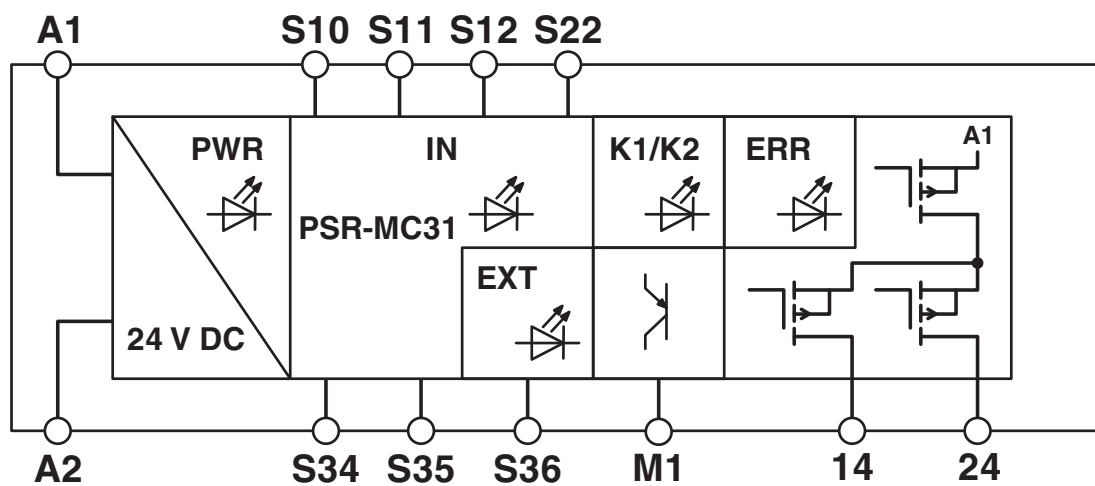 A1 S10 S11 S12 S22
PWR IN K1/K2 ERR A1
PSR-MC31
EXT
24 V DC
A2 S34 S35 S36 M1 14 24